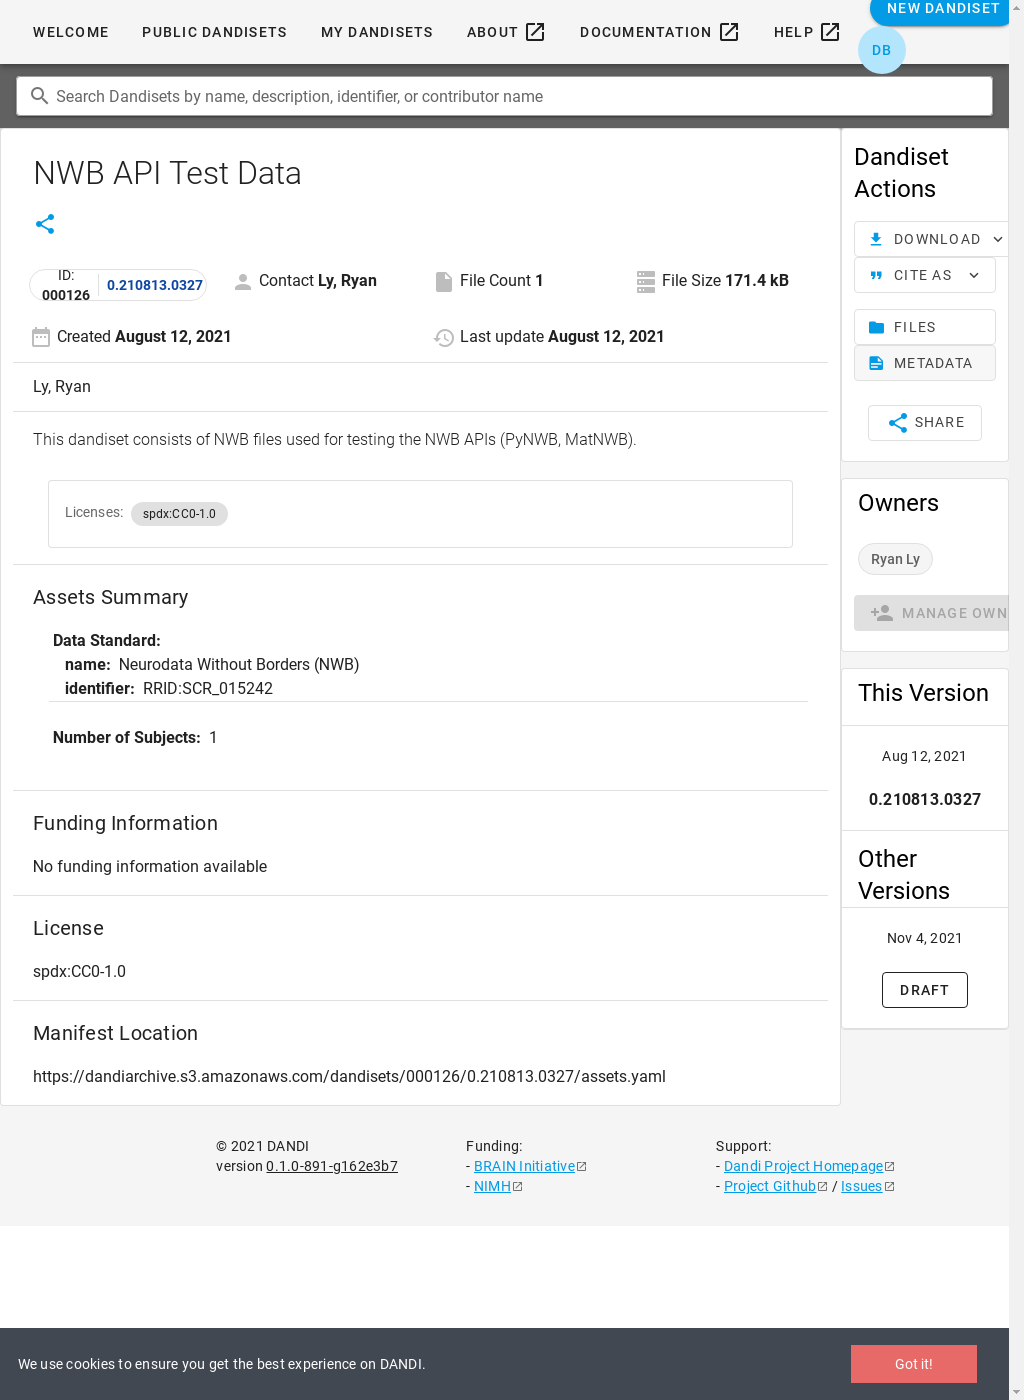 WELCOME PUBLIC DANDISETS MY DANDISETS ABOUT DOCUMENTATION HELP NEW DANDISET
DB
Search Dandisets by name, description, identifier, or contributor name
NWB API Test Data
ID:
000126
0.210813.0327
Contact Ly, Ryan
File Count 1
File Size 171.4 kB
Created August 12, 2021
Last update August 12, 2021
Ly, Ryan
This dandiset consists of NWB files used for testing the NWB APIs (PyNWB, MatNWB).
Licenses: spdx:CC0-1.0
Assets Summary
Data Standard:
name: Neurodata Without Borders (NWB)
identifier: RRID:SCR_015242
Number of Subjects: 1
Funding Information
No funding information available
License
spdx:CC0-1.0
Manifest Location
https://dandiarchive.s3.amazonaws.com/dandisets/000126/0.210813.0327/assets.yaml
Dandiset
Actions
DOWNLOAD
CITE AS
FILES
METADATA
SHARE
Owners
Ryan Ly
MANAGE OWN
This Version
Aug 12, 2021
0.210813.0327
Other
Versions
Nov 4, 2021
DRAFT
© 2021 DANDI
version 0.1.0-891-g162e3b7
Funding:
- BRAIN Initiative
- NIMH
Support:
- Dandi Project Homepage
- Project Github / Issues
We use cookies to ensure you get the best experience on DANDI.
Got it!